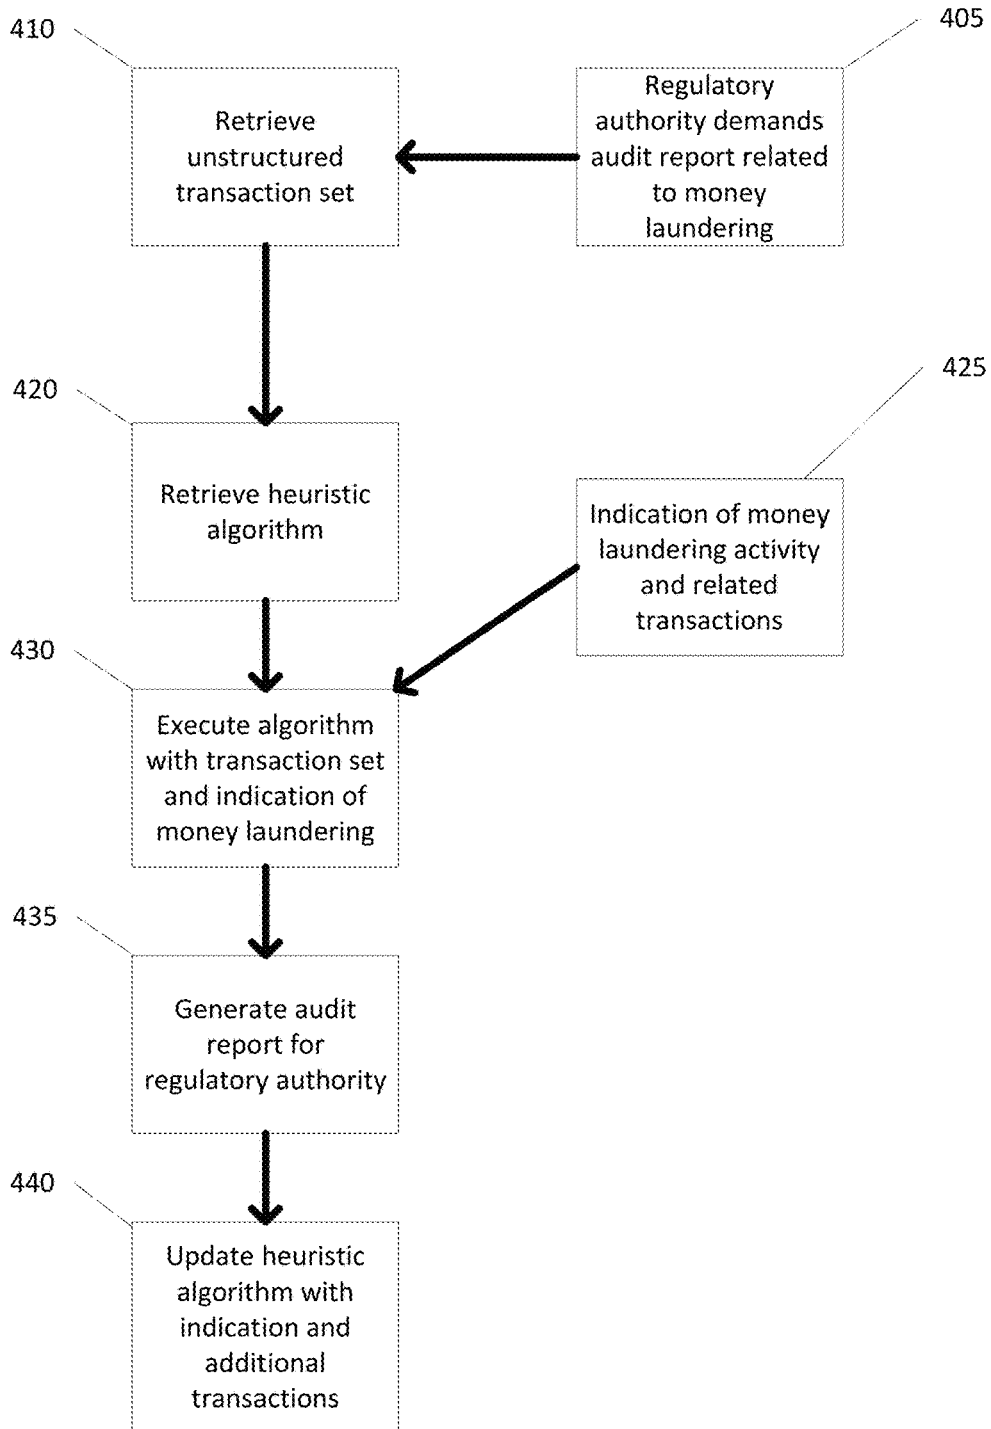 410
405
Retrieve
unstructured
transaction set
Regulatory
authority demands
audit report related
to money
laundering
420
425
Retrieve heuristic
algorithm
Indication of money
laundering activity
and related
transactions
430
Execute algorithm
with transaction set
and indication of
money laundering
435
Generate audit
report for
regulatory authority
440
Update heuristic
algorithm with
indication and
additional
transactions